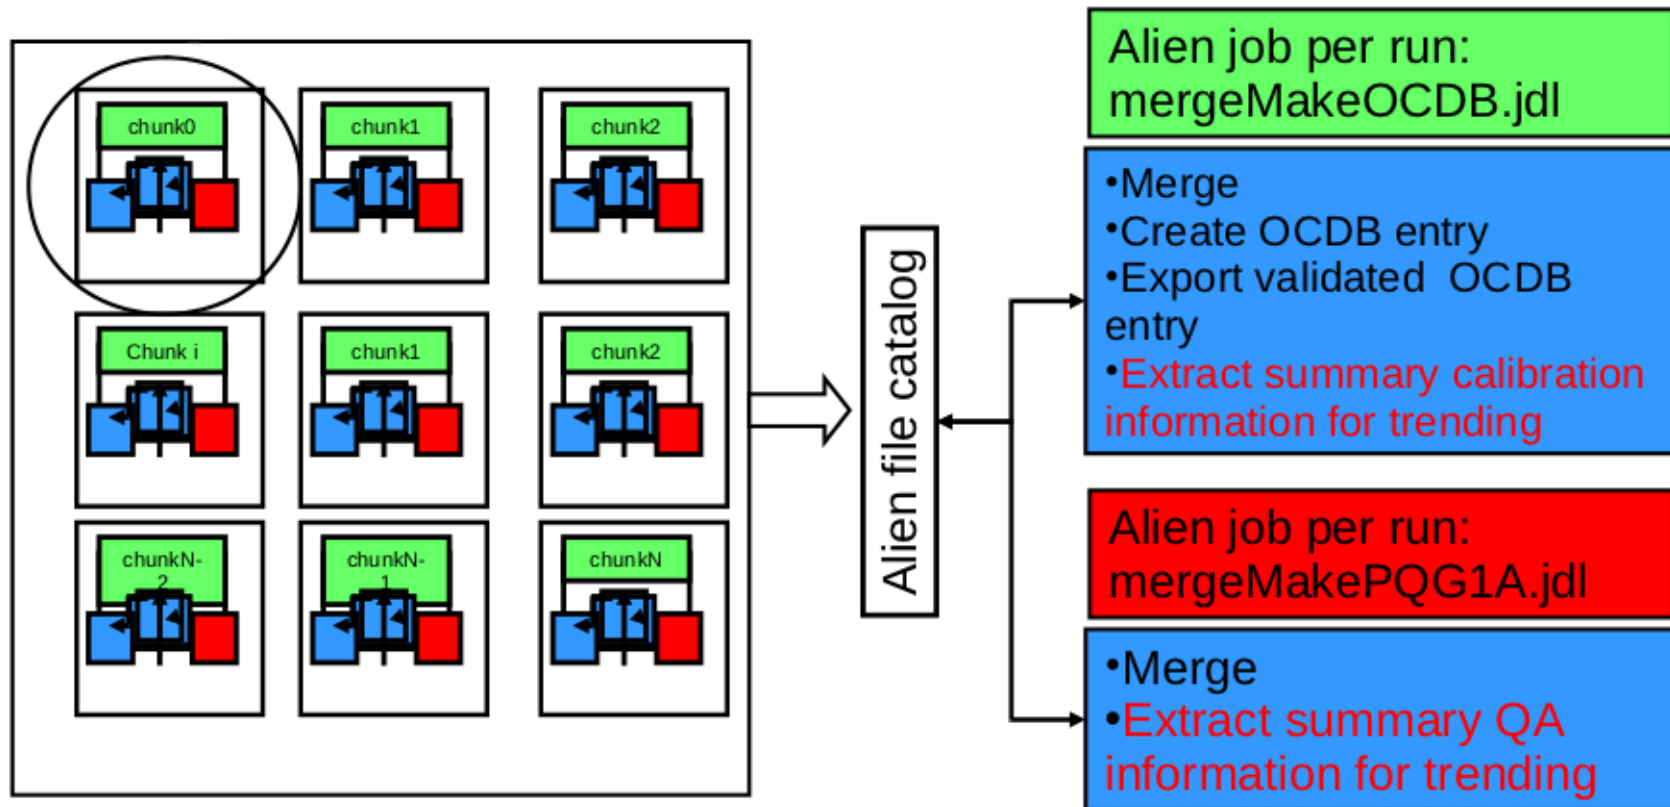 chunk0
chunk1
chunk2
Chunk i
chunk1
chunk2
chunkN-
2
chunkN-
1
chunkN
Alien file catalog
Alien job per run:
mergeMakeOCDB.jdl
•Merge
•Create OCDB entry
•Export validated OCDB
entry
•Extract summary calibration
information for trending
Alien job per run:
mergeMakePQG1A.jdl
•Merge
•Extract summary QA
information for trending